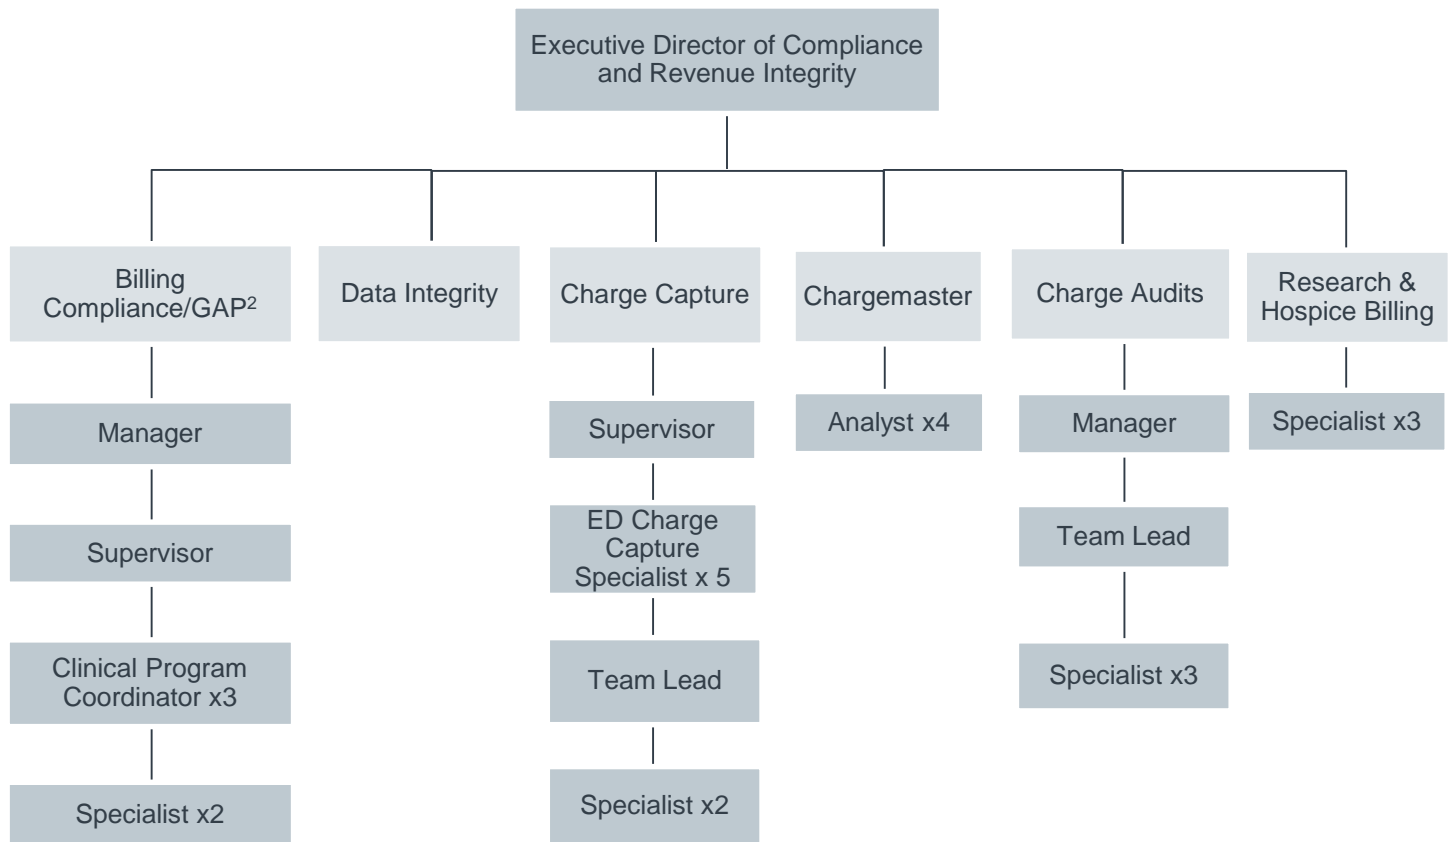 Executive Director of Compliance
and Revenue Integrity
Billing
Compliance/GAP²
Data Integrity
Charge Capture
Chargemaster
Charge Audits
Research &
Hospice Billing
Manager
Supervisor
Analyst x4
Manager
Specialist x3
Supervisor
ED Charge
Capture
Specialist x 5
Team Lead
Clinical Program
Coordinator x3
Team Lead
Specialist x3
Specialist x2
Specialist x2